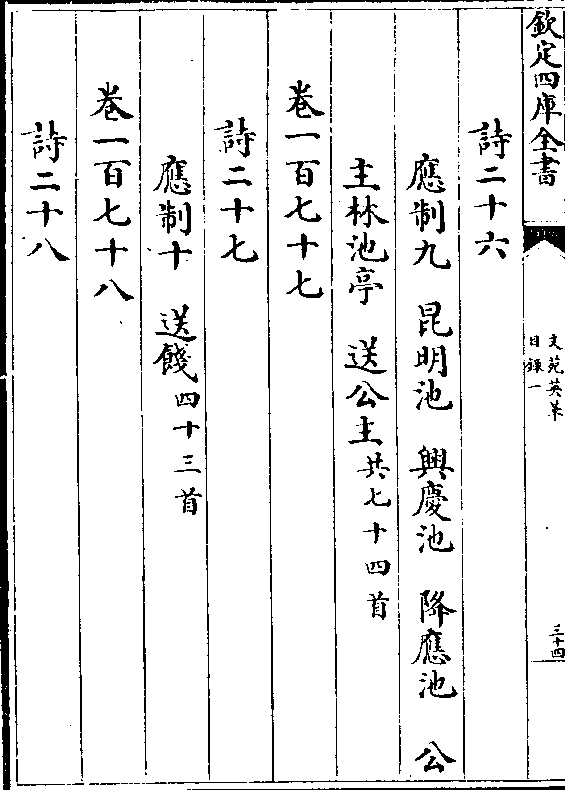 欽定四庫全書
文苑英華
目錄一
三十四
詩二十六
應制九 昆明池 興慶池 降應池 公
主林池亭 送公主共七十四首
卷一百七十七
詩二十七
應制十 送餞四十三首
卷一百七十八
詩二十八